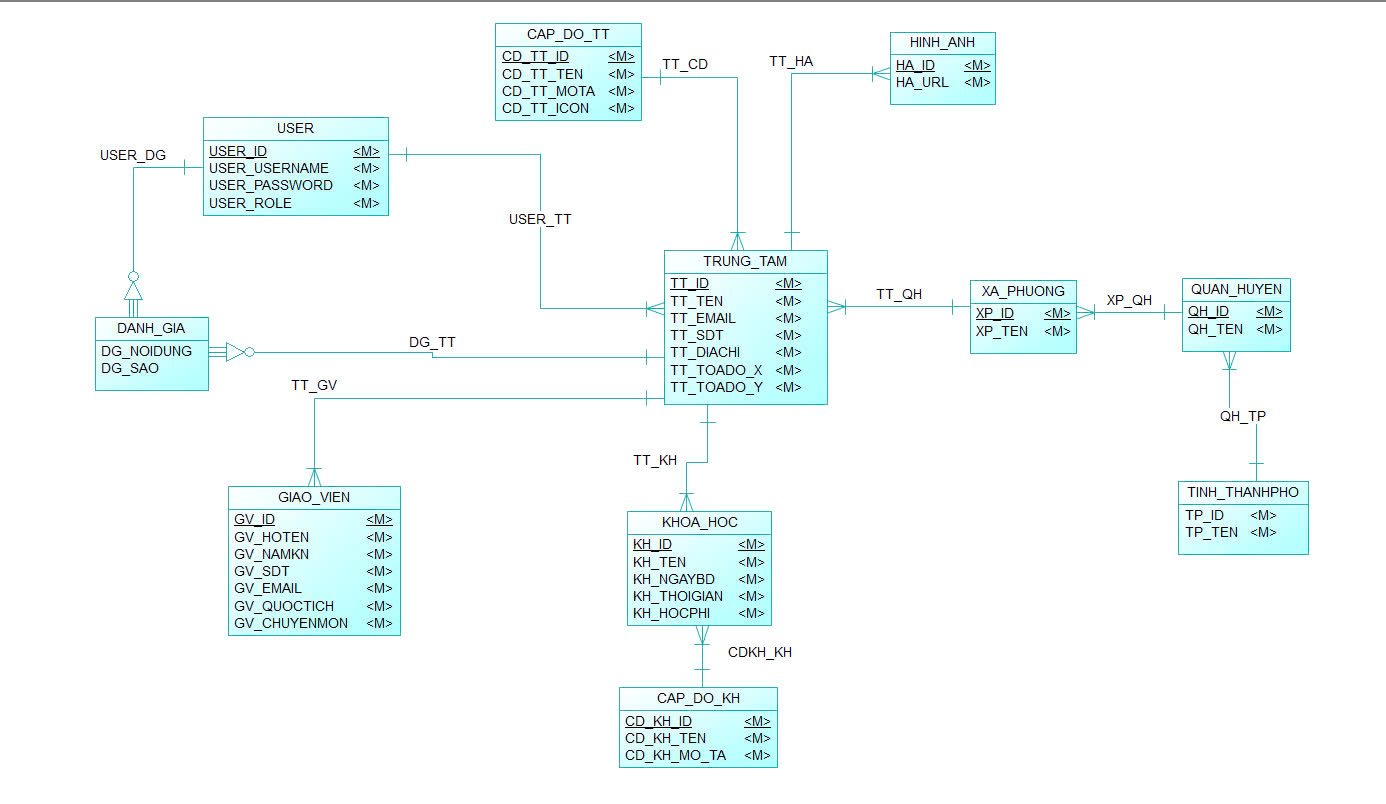 CAP_DO_TT
CD_TT_ID <M>
CD_TT_TEN <M>
CD_TT_MOTA <M>
CD_TT_ICON <M>
TT_CD
TT_HA
HINH_ANH
HA_ID <M>
HA_URL <M>
USER
USER_ID <M>
USER_USERNAME <M>
USER_PASSWORD <M>
USER_ROLE <M>
USER_DG
USER_TT
TRUNG_TAM
TT_ID <M>
TT_TEN <M>
TT_EMAIL <M>
TT_SDT <M>
TT_DIACHI <M>
TT_TOADO_X <M>
TT_TOADO_Y <M>
TT_QH
XA_PHUONG
XP_ID <M>
XP_TEN <M>
XP_QH
QUAN_HUYEN
QH_ID <M>
QH_TEN <M>
DANH_GIA
DG_NOIDUNG
DG_SAO
DG_TT
TT_GV
QH_TP
TT_KH
GIAO_VIEN
GV_ID <M>
GV_HOTEN <M>
GV_NAMKN <M>
GV_SDT <M>
GV_EMAIL <M>
GV_QUOCTICH <M>
GV_CHUYENMON <M>
KHOA_HOC
KH_ID <M>
KH_TEN <M>
KH_NGAYBD <M>
KH_THOIGIAN <M>
KH_HOCPHI <M>
TINH_THANHPHO
TP_ID <M>
TP_TEN <M>
CDKH_KH
CAP_DO_KH
CD_KH_ID <M>
CD_KH_TEN <M>
CD_KH_MO_TA <M>